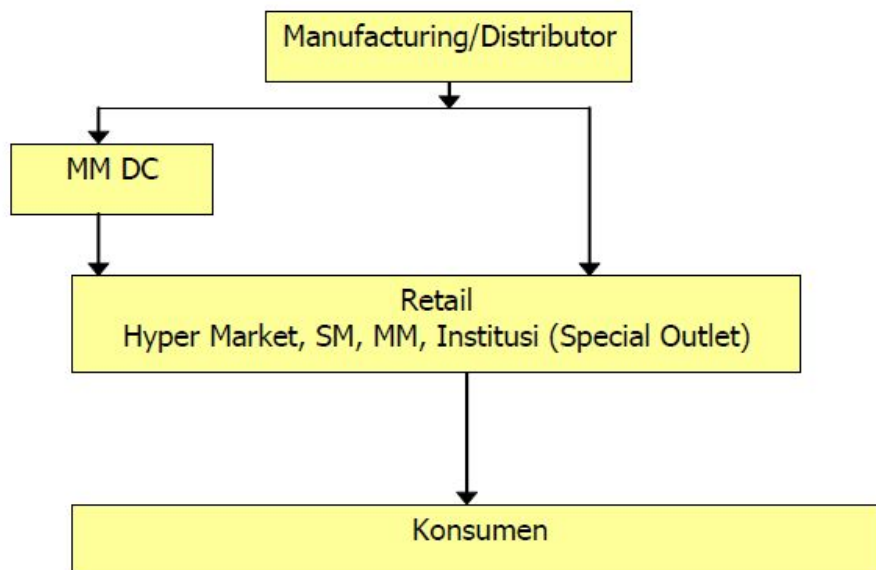 Manufacturing/Distributor
MM DC
Retail
Hyper Market, SM, MM, Institusi (Special Outlet)
Konsumen